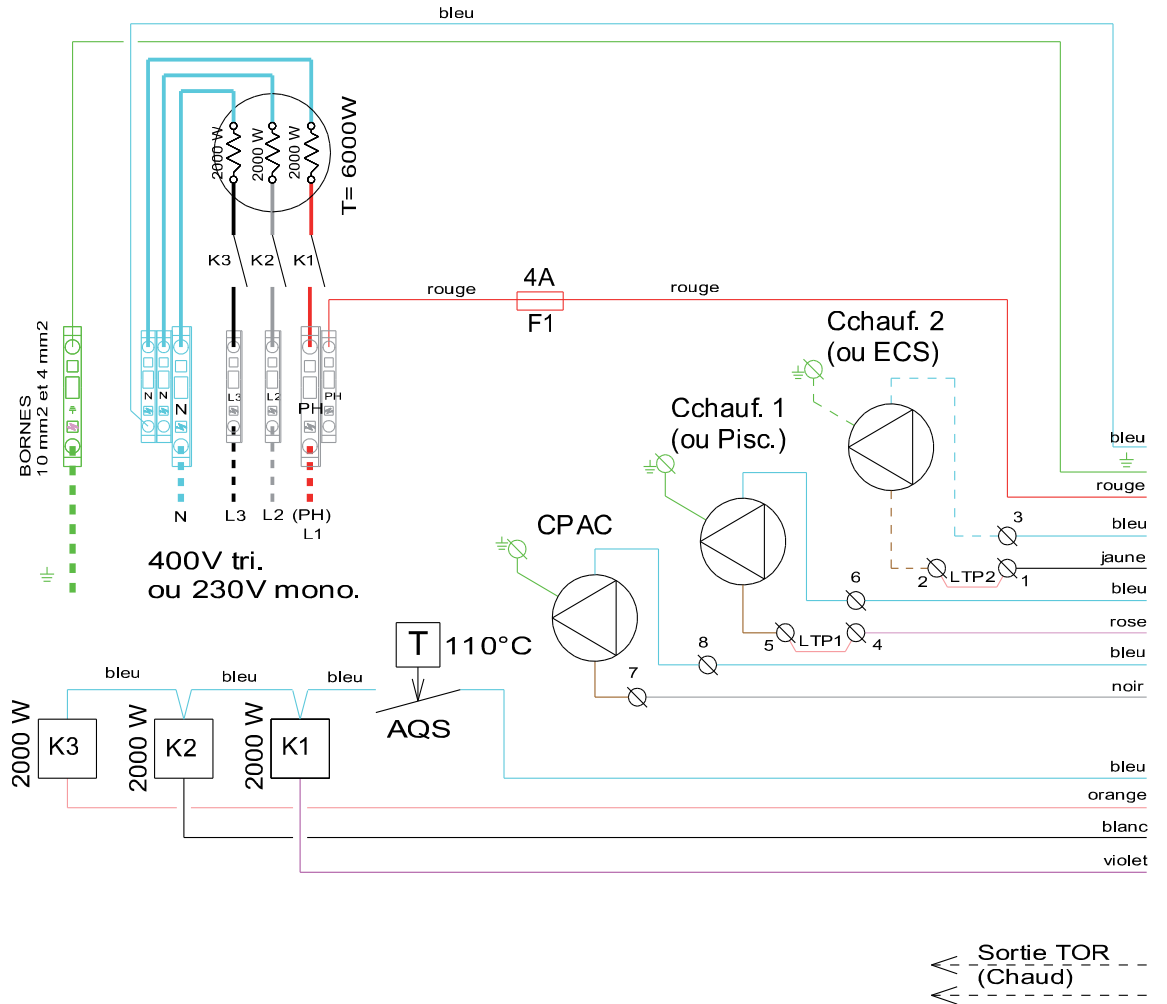 bleu
2000 W
2000 W
2000 W
T= 6000W
K3
K2
K1
rouge
4A
F1
rouge
BORNES
10 mm2 et 4 mm2
N
N
N
L3
L2
PH
PH
N
L3
L2
(PH)
L1
400V tri.
ou 230V mono.
Cchauf. 2
(ou ECS)
Cchauf. 1
(ou Pisc.)
CPAC
bleu
rouge
3
bleu
jaune
2
LTP2
1
6
bleu
rose
5
LTP1
4
8
bleu
7
noir
T
110°C
AQS
bleu
bleu
bleu
2000 W
K3
2000 W
K2
2000 W
K1
bleu
orange
blanc
violet
Sortie TOR
(Chaud)